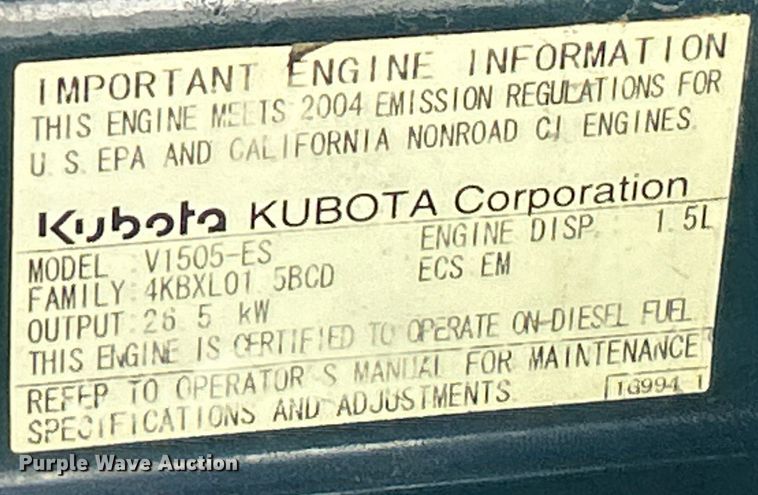 IMPORTANT ENGINE INFORMATION
THIS ENGINE MEETS 2004 EMISSION REGULATIONS FOR
U.S. EPA AND CALIFORNIA NONROAD CI ENGINES.
Kubota KUBOTA Corporation
MODEL : V1505-ES ENGINE DISP. : 1.5L
FAMILY: 4KBXL01.5BCD ECS:EM
OUTPUT: 26.5 kW
THIS ENGINE IS CERTIFIED TO OPERATE ON-DIESEL FUEL
REFER TO OPERATOR'S MANUAL FOR MAINTENANCE
SPECIFICATIONS AND ADJUSTMENTS.
1G994 1
Purple Wave Auction